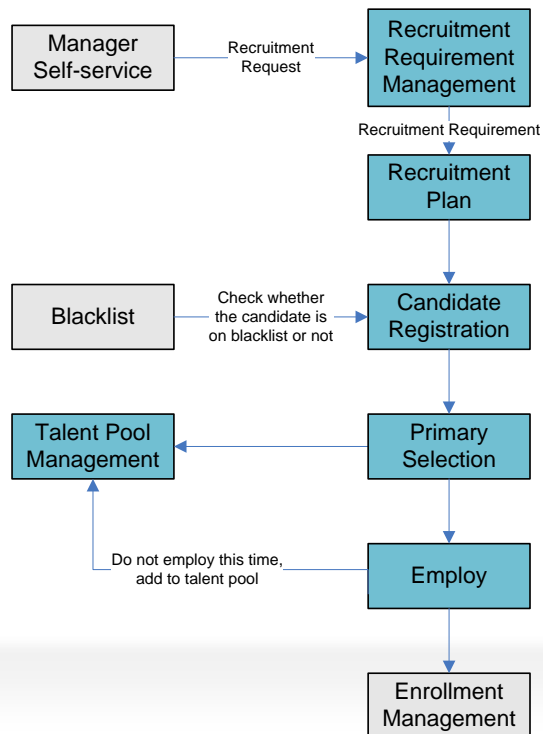 Manager
Self-service
Recruitment
Request
Recruitment
Requirement
Management
Recruitment Requirement
Recruitment
Plan
Blacklist
Check whether
the candidate is
on blacklist or not
Candidate
Registration
Talent Pool
Management
Primary
Selection
Do not employ this time,
add to talent pool
Employ
Enrollment
Management